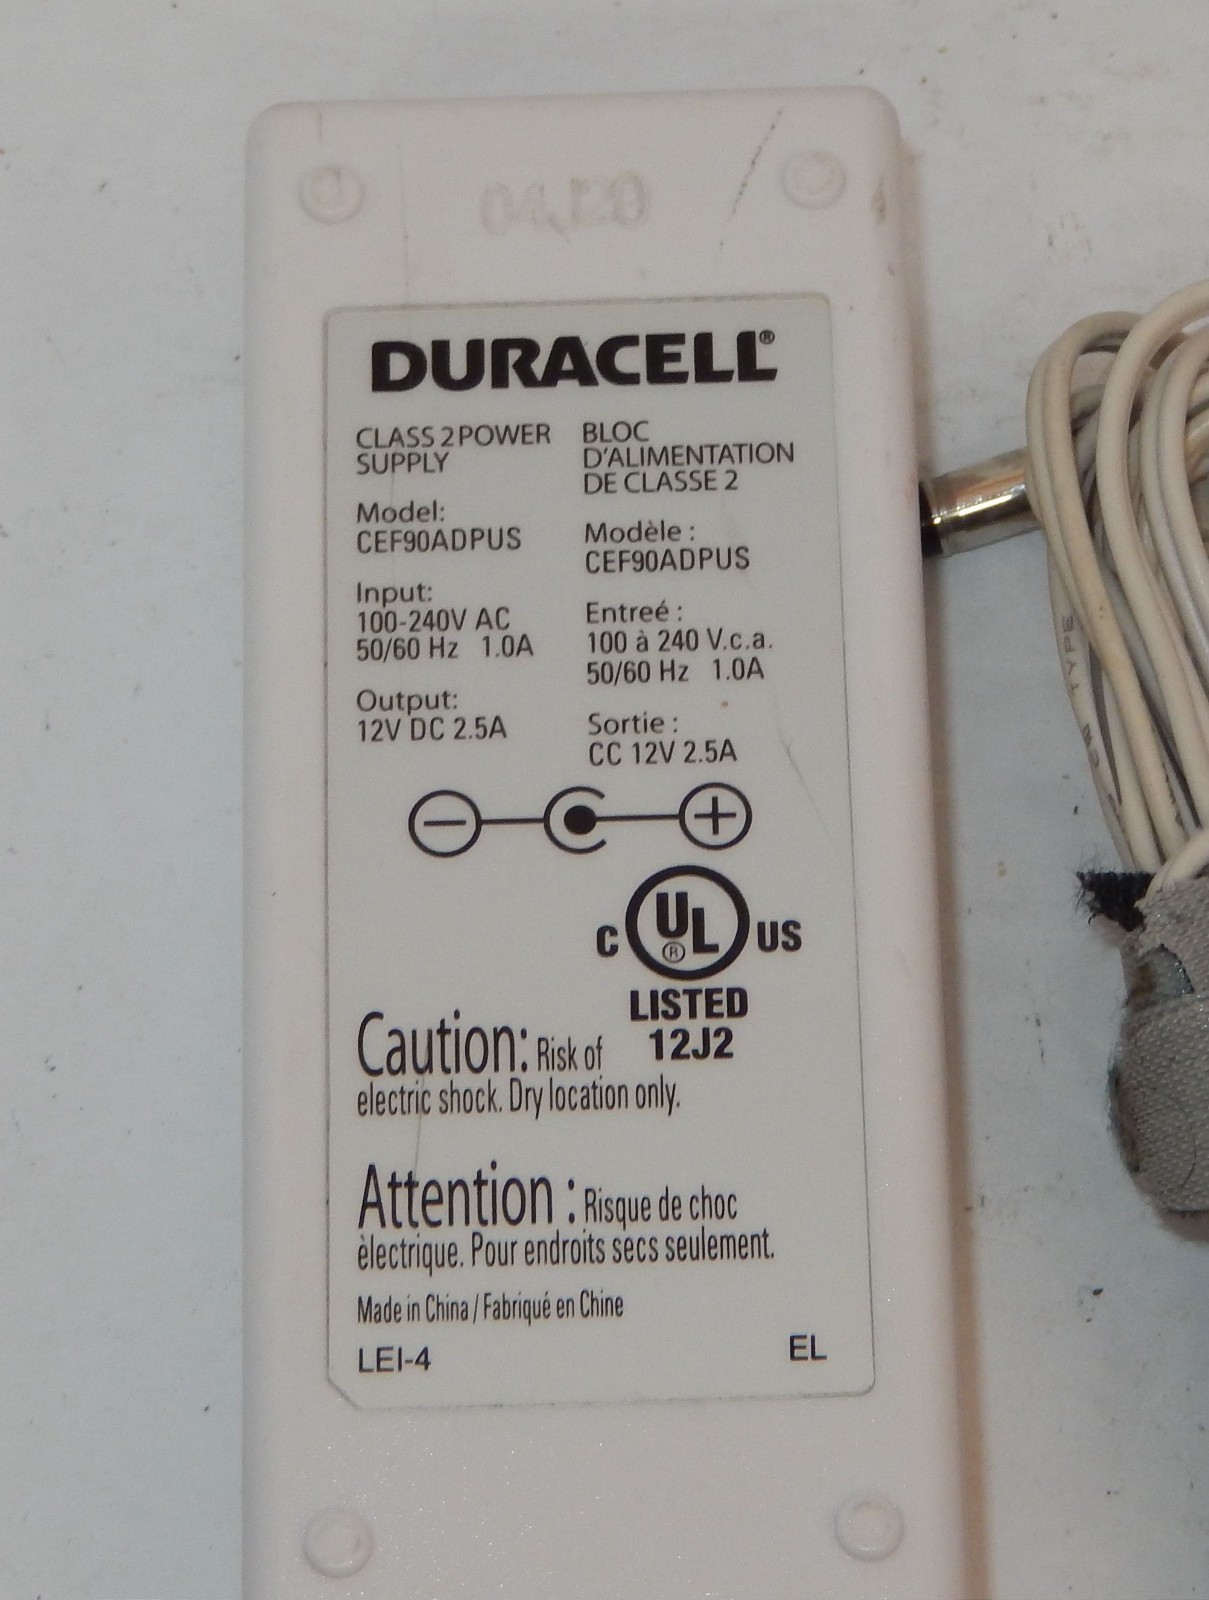 DURACELL®
CLASS 2 POWER
SUPPLY
Model:
CEF90ADPUS
Input:
100-240V AC
50/60 Hz 1.0A
Output:
12V DC 2.5A
BLOC
D'ALIMENTATION
DE CLASSE 2
Modèle :
CEF90ADPUS
Entreé :
100 à 240 V.c.a.
50/60 Hz 1.0A
Sortie :
CC 12V 2.5A
C UL® US
LISTED
12J2
Caution: Risk of
electric shock. Dry location only.
Attention : Risque de choc
èlectrique. Pour endroits secs seulement.
Made in China / Fabriqué en Chine
LEI-4
EL
TYPE